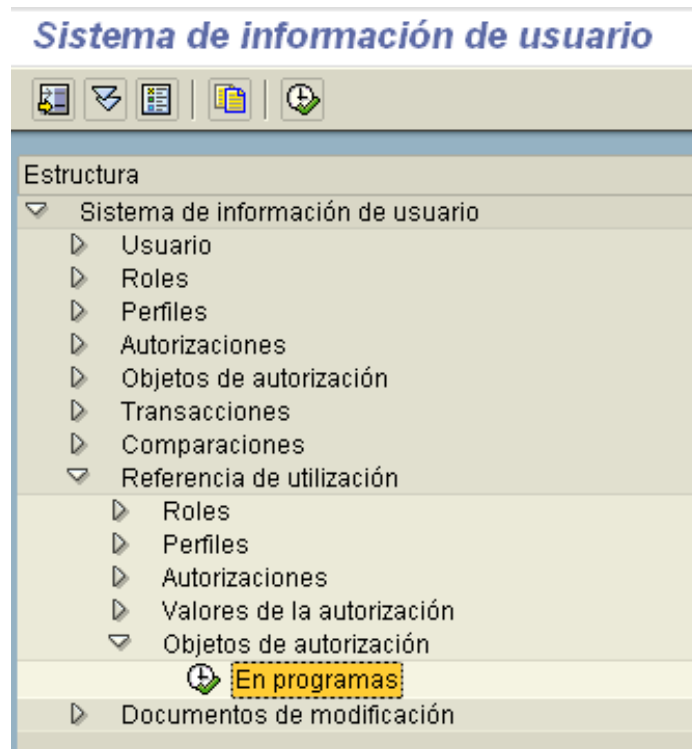 Sistema de información de usuario
Estructura
Sistema de información de usuario
Usuario
Roles
Perfiles
Autorizaciones
Objetos de autorización
Transacciones
Comparaciones
Referencia de utilización
Roles
Perfiles
Autorizaciones
Valores de la autorización
Objetos de autorización
En programas
Documentos de modificación